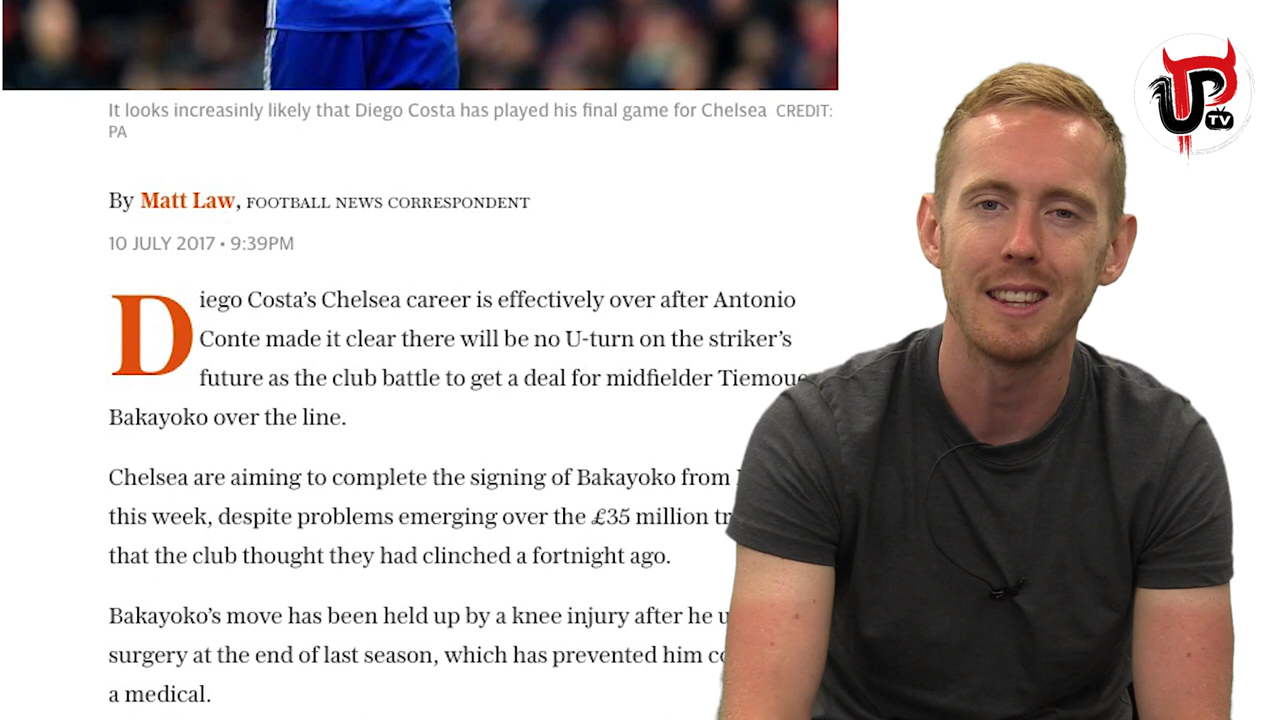 It looks increasinly likely that Diego Costa has played his final game for Chelsea CREDIT:
PA
By Matt Law, FOOTBALL NEWS CORRESPONDENT
10 JULY 2017 • 9:39PM
Diego Costa’s Chelsea career is effectively over after Antonio
Conte made it clear there will be no U-turn on the striker’s
future as the club battle to get a deal for midfielder
Bakayoko over the line.
Chelsea are aiming to complete the signing of Bakayoko from
this week, despite problems emerging over the £35 million
that the club thought they had clinched a fortnight ago.
Bakayoko’s move has been held up by a knee injury after he
surgery at the end of last season, which has prevented him
a medical.
UP
TV